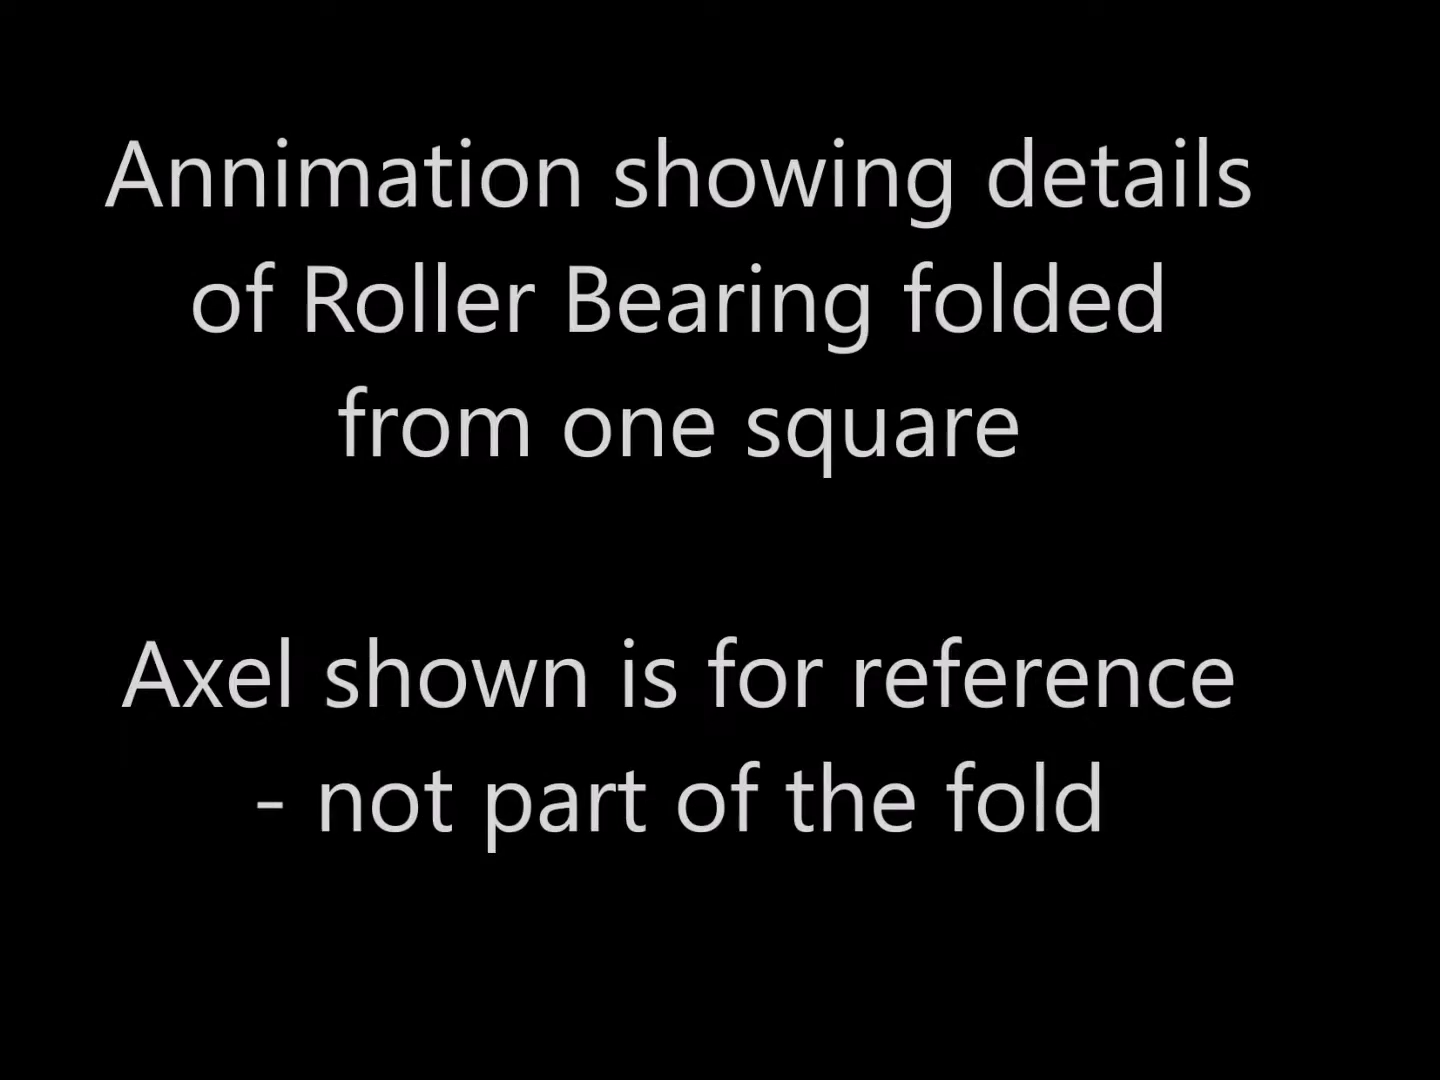 Annimation showing details
of Roller Bearing folded
from one square
Axel shown is for reference
- not part of the fold